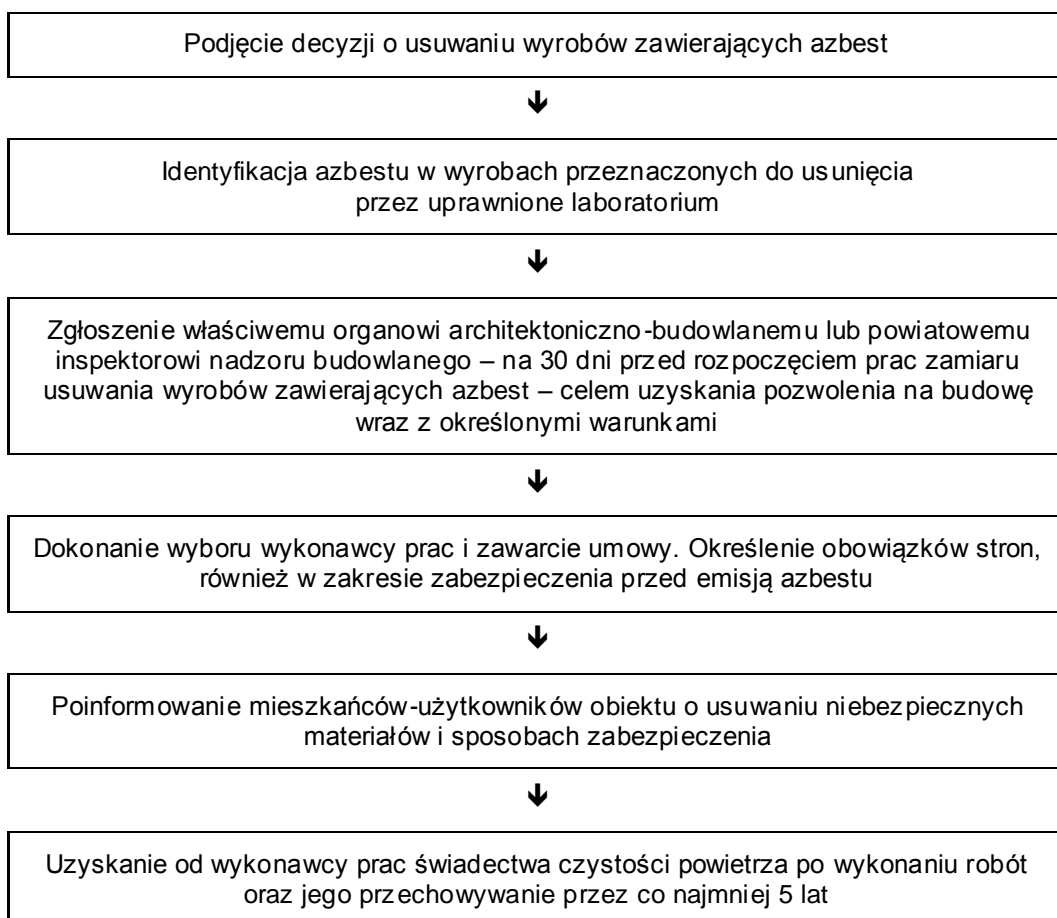 Podjęcie decyzji o usuwaniu wyrobów zawierających azbest
Identyfikacja azbestu w wyrobach przeznaczonych do usunięcia
przez uprawnione laboratorium
Zgłoszenie właściwemu organowi architektoniczno-budowlanemu lub powiatowemu
inspektorowi nadzoru budowlanego – na 30 dni przed rozpoczęciem prac zamiaru
usuwania wyrobów zawierających azbest – celem uzyskania pozwolenia na budowę
wraz z określonymi warunkami
Dokonanie wyboru wykonawcy prac i zawarcie umowy. Określenie obowiązków stron,
również w zakresie zabezpieczenia przed emisją azbestu
Poinformowanie mieszkańców-użytkowników obiektu o usuwaniu niebezpiecznych
materiałów i sposobach zabezpieczenia
Uzyskanie od wykonawcy prac świadectwa czystości powietrza po wykonaniu robót
oraz jego przechowywanie przez co najmniej 5 lat